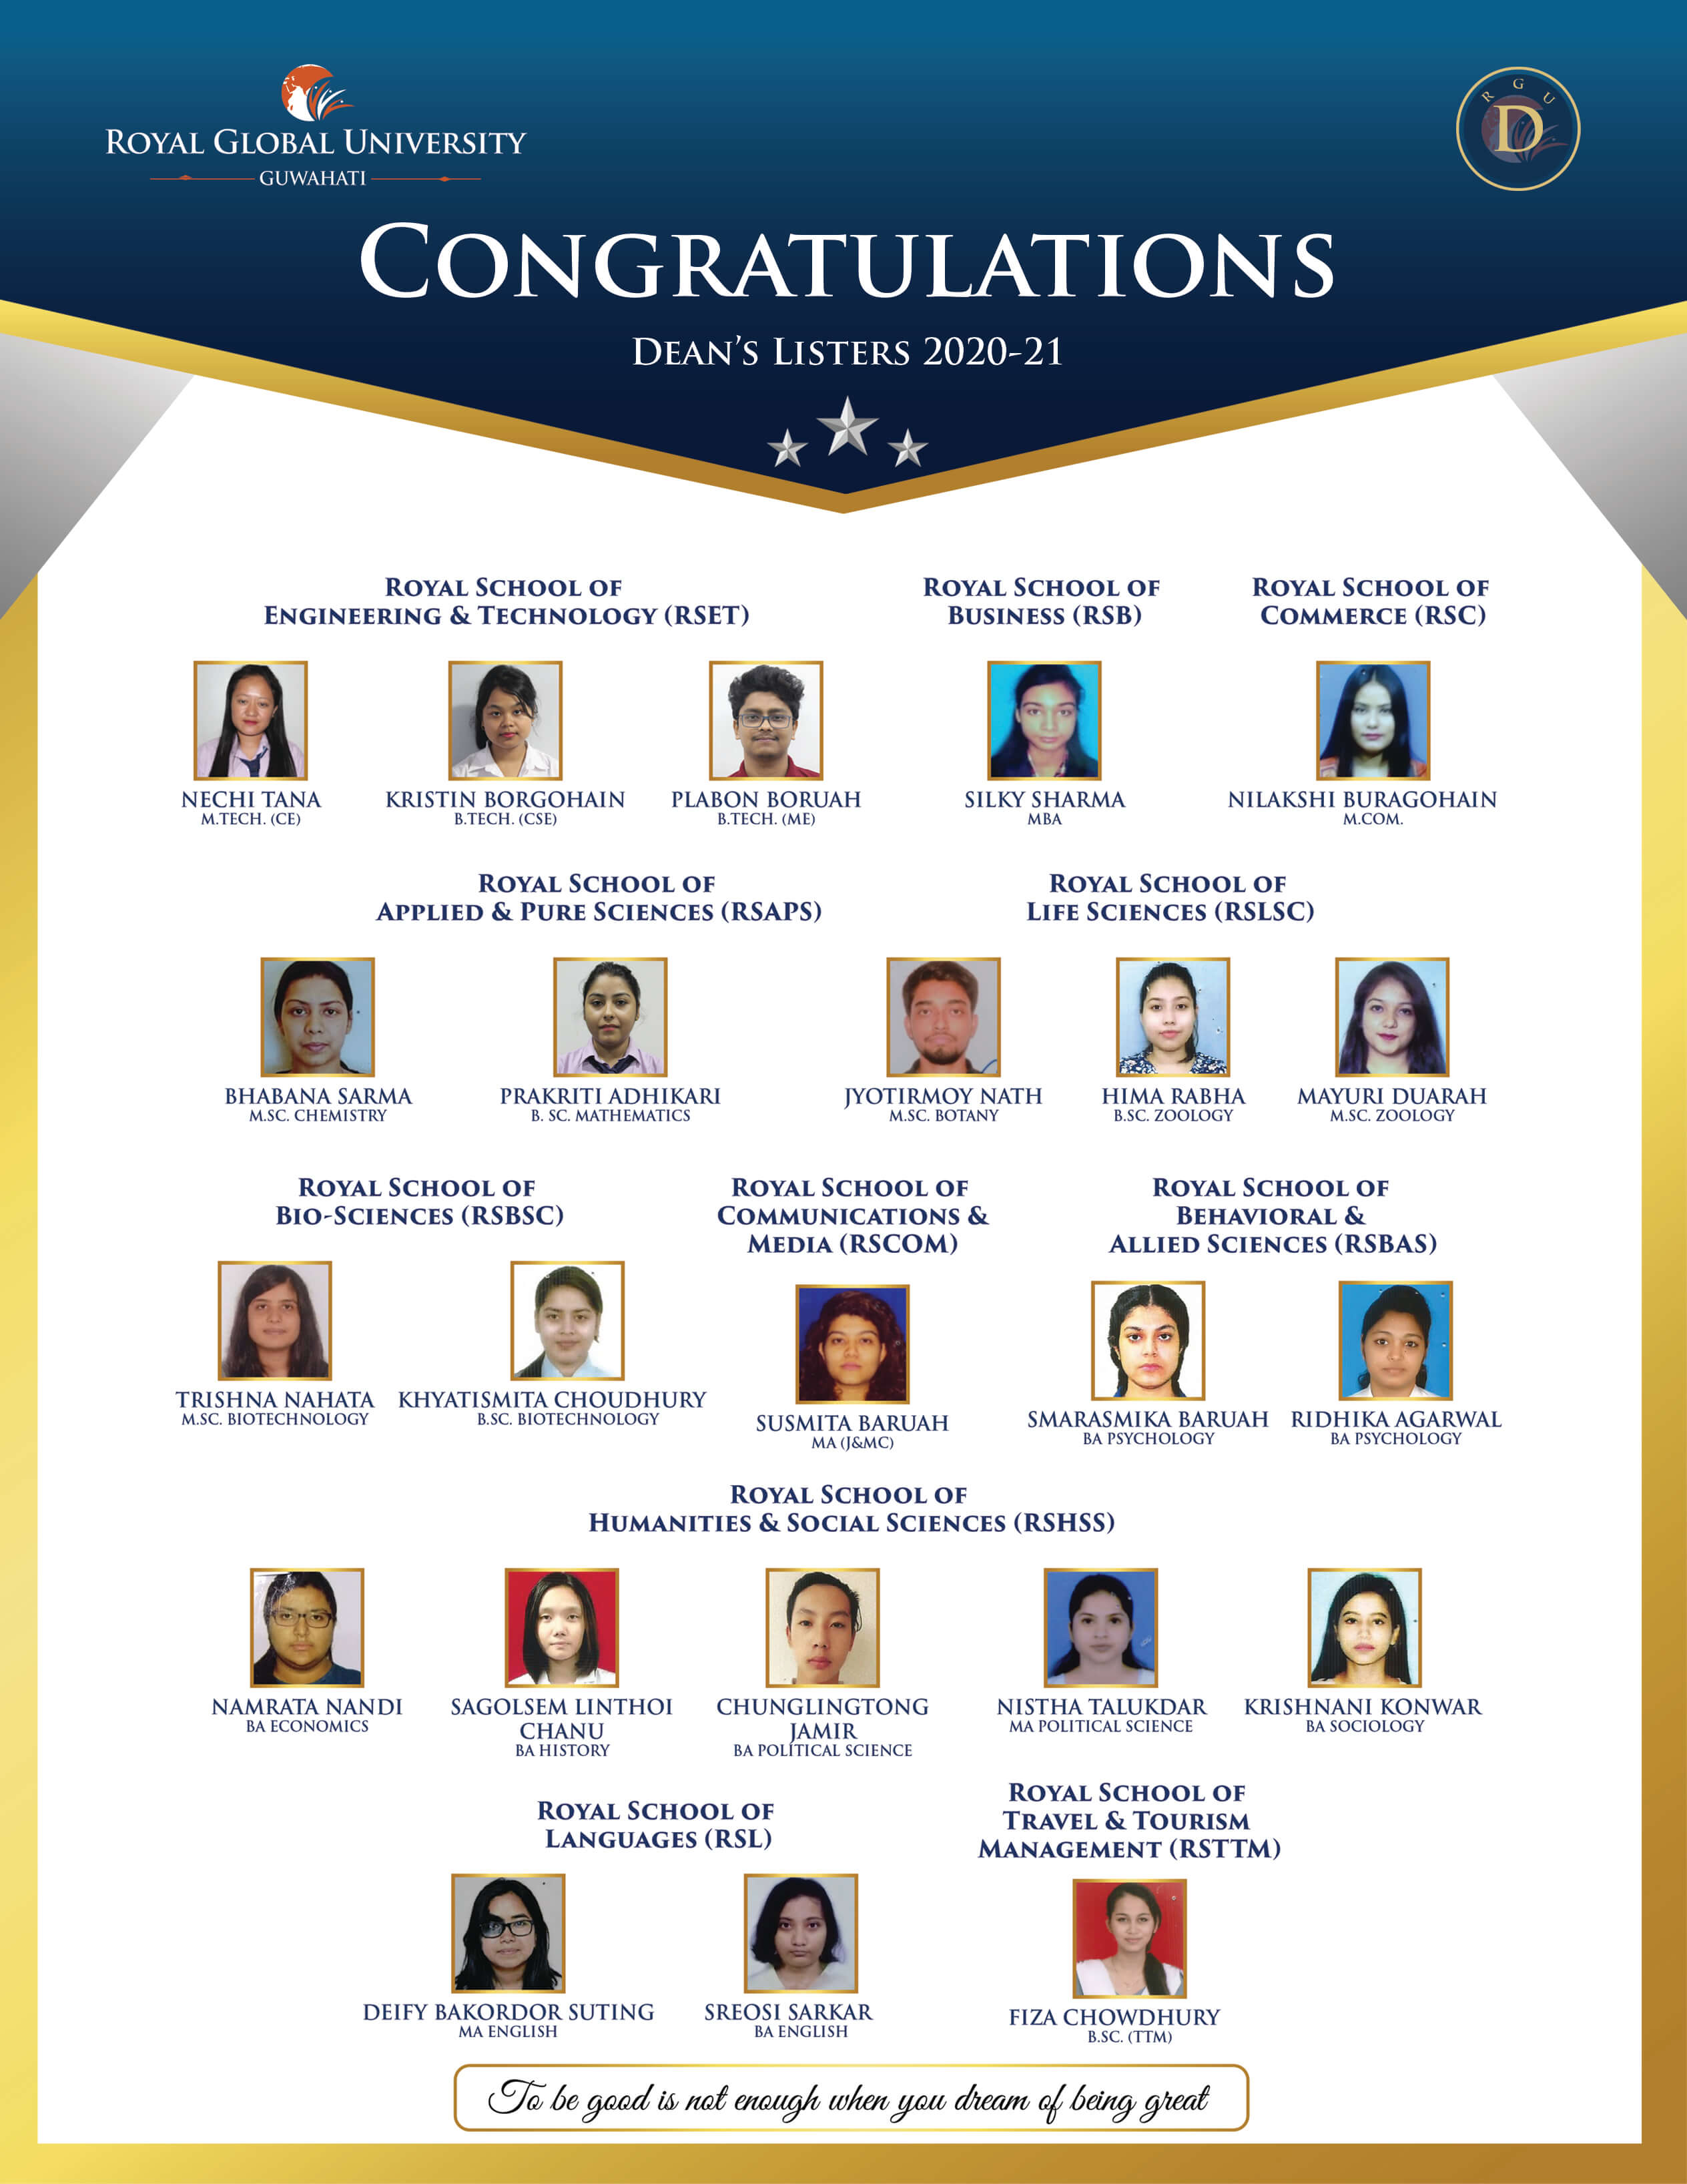 ROYAL GLOBAL UNIVERSITY
GUWAHATI
R G U
D
CONGRATULATIONS
DEAN'S LISTERS 2020-21
ROYAL SCHOOL OF
ENGINEERING & TECHNOLOGY (RSET)
ROYAL SCHOOL OF
BUSINESS (RSB)
ROYAL SCHOOL OF
COMMERCE (RSC)
NECHI TANA
M.TECH. (CE)
KRISTIN BORGOHAIN
B.TECH. (CSE)
PLABON BORUAH
B.TECH. (ME)
SILKY SHARMA
MBA
NILAKSHI BURAGOHAIN
M.COM.
ROYAL SCHOOL OF
APPLIED & PURE SCIENCES (RSAPS)
ROYAL SCHOOL OF
LIFE SCIENCES (RSLSC)
BHABANA SARMA
M.SC. CHEMISTRY
PRAKRITI ADHIKARI
B. SC. MATHEMATICS
JYOTIRMOY NATH
M.SC. BOTANY
HIMA RABHA
B.SC. ZOOLOGY
MAYURI DUARAH
M.SC. ZOOLOGY
ROYAL SCHOOL OF
BIO-SCIENCES (RSBSC)
ROYAL SCHOOL OF
COMMUNICATIONS &
MEDIA (RSCOM)
ROYAL SCHOOL OF
BEHAVIORAL &
ALLIED SCIENCES (RSBAS)
TRISHNA NAHATA
M.SC. BIOTECHNOLOGY
KHYATISMITA CHOUDHURY
B.SC. BIOTECHNOLOGY
SUSMITA BARUAH
MA (J&MC)
SMARASMIKA BARUAH
BA PSYCHOLOGY
RIDHIKA AGARWAL
BA PSYCHOLOGY
ROYAL SCHOOL OF
HUMANITIES & SOCIAL SCIENCES (RSHSS)
NAMRATA NANDI
BA ECONOMICS
SAGOLSEM LINTHOI
CHANU
BA HISTORY
CHUNGLINGTONG
JAMIR
BA POLITICAL SCIENCE
NISTHA TALUKDAR
MA POLITICAL SCIENCE
KRISHNANI KONWAR
BA SOCIOLOGY
ROYAL SCHOOL OF
LANGUAGES (RSL)
ROYAL SCHOOL OF
TRAVEL & TOURISM
MANAGEMENT (RSTTM)
DEIFY BAKORDOR SUTING
MA ENGLISH
SREOSI SARKAR
BA ENGLISH
FIZA CHOWDHURY
B.SC. (TTM)
To be good is not enough when you dream of being great